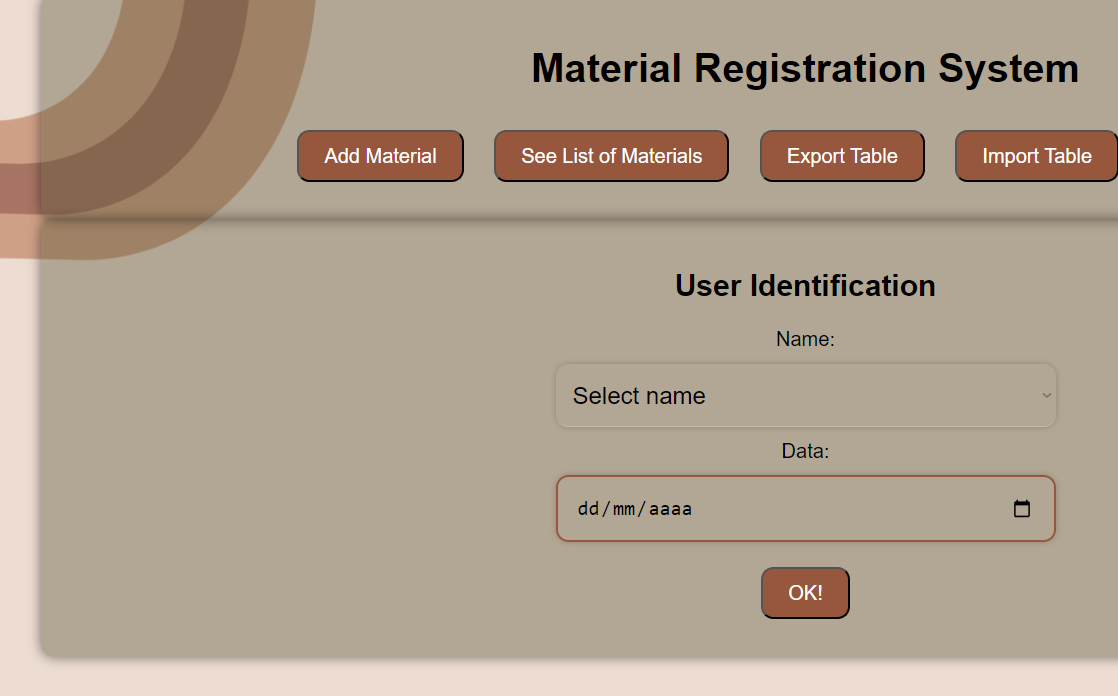 Material Registration System
Add Material See List of Materials Export Table Import Table
User Identification
Name:
Select name
Data:
dd/mm/aaaa
OK!